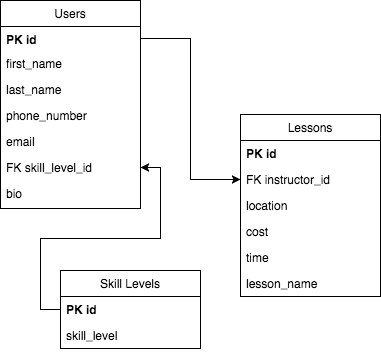 Users
PK id
first_name
last_name
phone_number
email
FK skill_level_id
bio
Lessons
PK id
FK instructor_id
location
cost
time
lesson_name
Skill Levels
PK id
skill_level